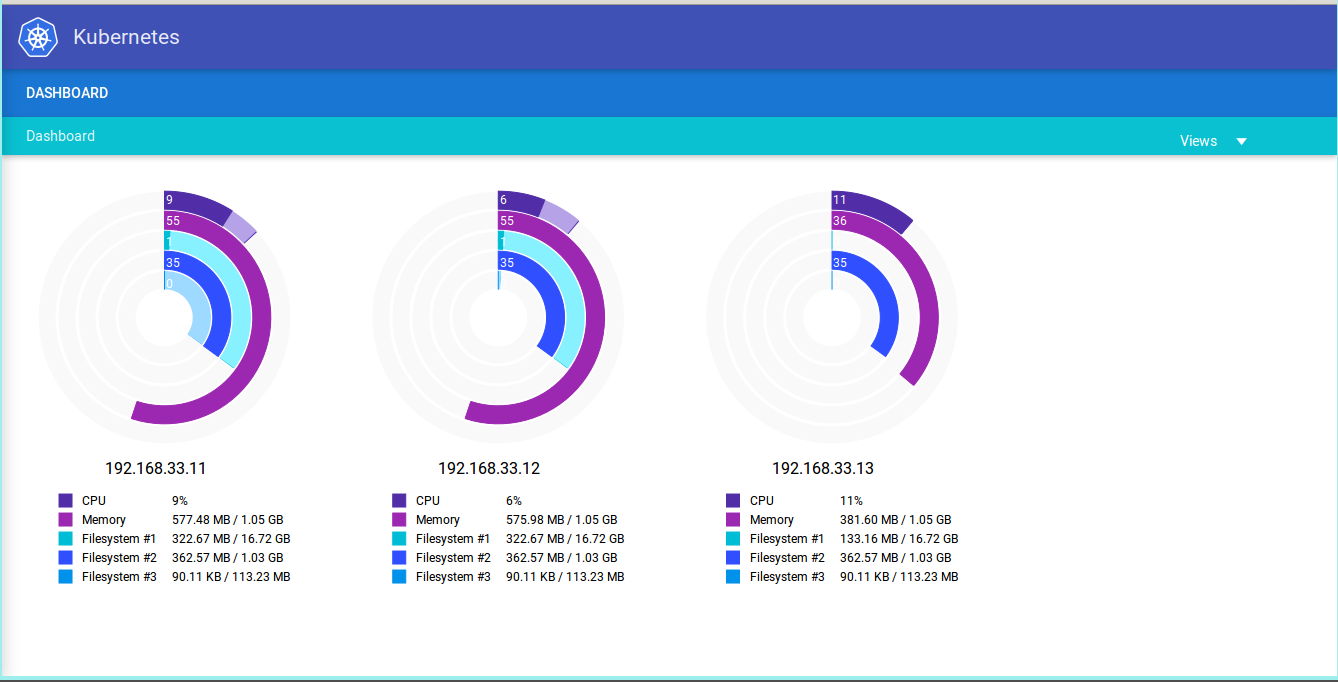 Kubernetes
DASHBOARD
Dashboard
Views
9
55
1
35
0
192.168.33.11
CPU 9%
Memory 577.48 MB / 1.05 GB
Filesystem #1 322.67 MB / 16.72 GB
Filesystem #2 362.57 MB / 1.03 GB
Filesystem #3 90.11 KB / 113.23 MB
6
55
1
35
192.168.33.12
CPU 6%
Memory 575.98 MB / 1.05 GB
Filesystem #1 322.67 MB / 16.72 GB
Filesystem #2 362.57 MB / 1.03 GB
Filesystem #3 90.11 KB / 113.23 MB
11
36
35
192.168.33.13
CPU 11%
Memory 381.60 MB / 1.05 GB
Filesystem #1 133.16 MB / 16.72 GB
Filesystem #2 362.57 MB / 1.03 GB
Filesystem #3 90.11 KB / 113.23 MB